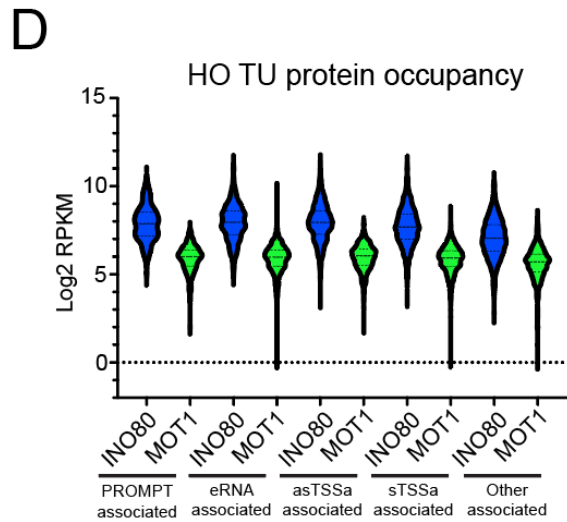 D
HO TU protein occupancy
Log2 RPKM
15
10
5
0
INO80
MOT1
INO80
MOT1
INO80
MOT1
INO80
MOT1
INO80
MOT1
PROMPT
associated
eRNA
associated
asTSSa
associated
sTSSa
associated
Other
associated